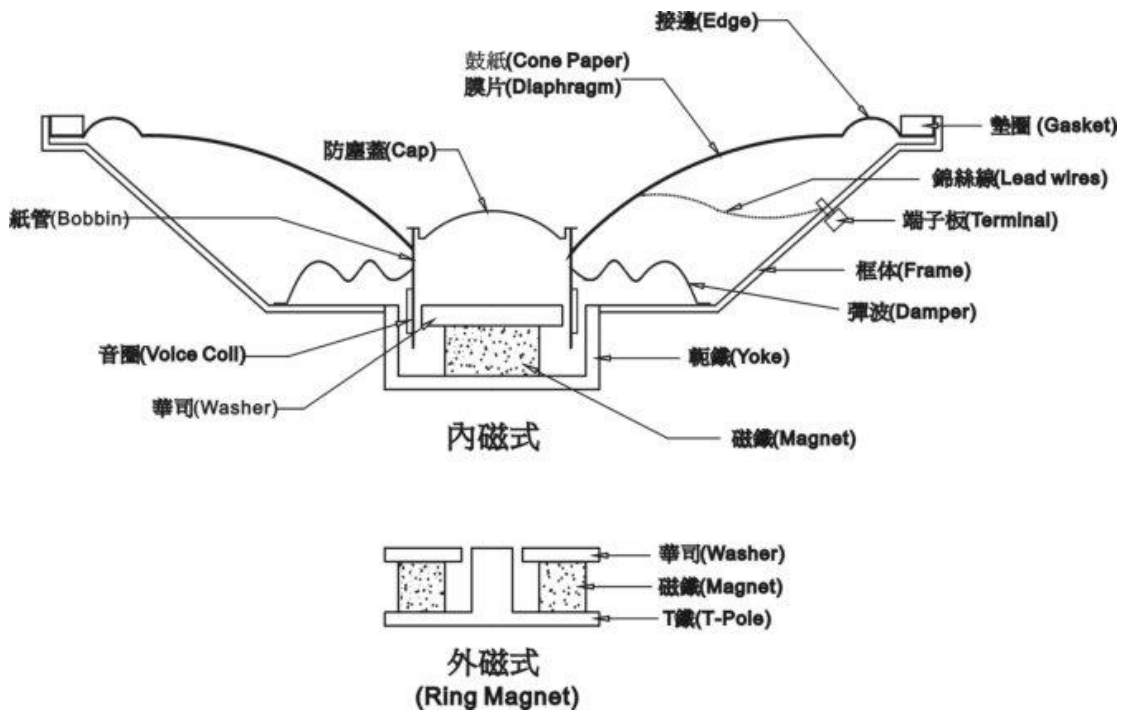 接邊(Edge)
鼓紙(Cone Paper)
膜片(Diaphragm)
墊圈 (Gasket)
防塵蓋(Cap)
錦絲線(Lead wires)
紙管(Bobbin)
端子板(Terminal)
框体(Frame)
彈波(Damper)
音圈(Voice Coil)
軛鐵(Yoke)
華司(Washer)
內磁式
磁鐵(Magnet)
華司(Washer)
磁鐵(Magnet)
T鐵(T-Pole)
外磁式
(Ring Magnet)